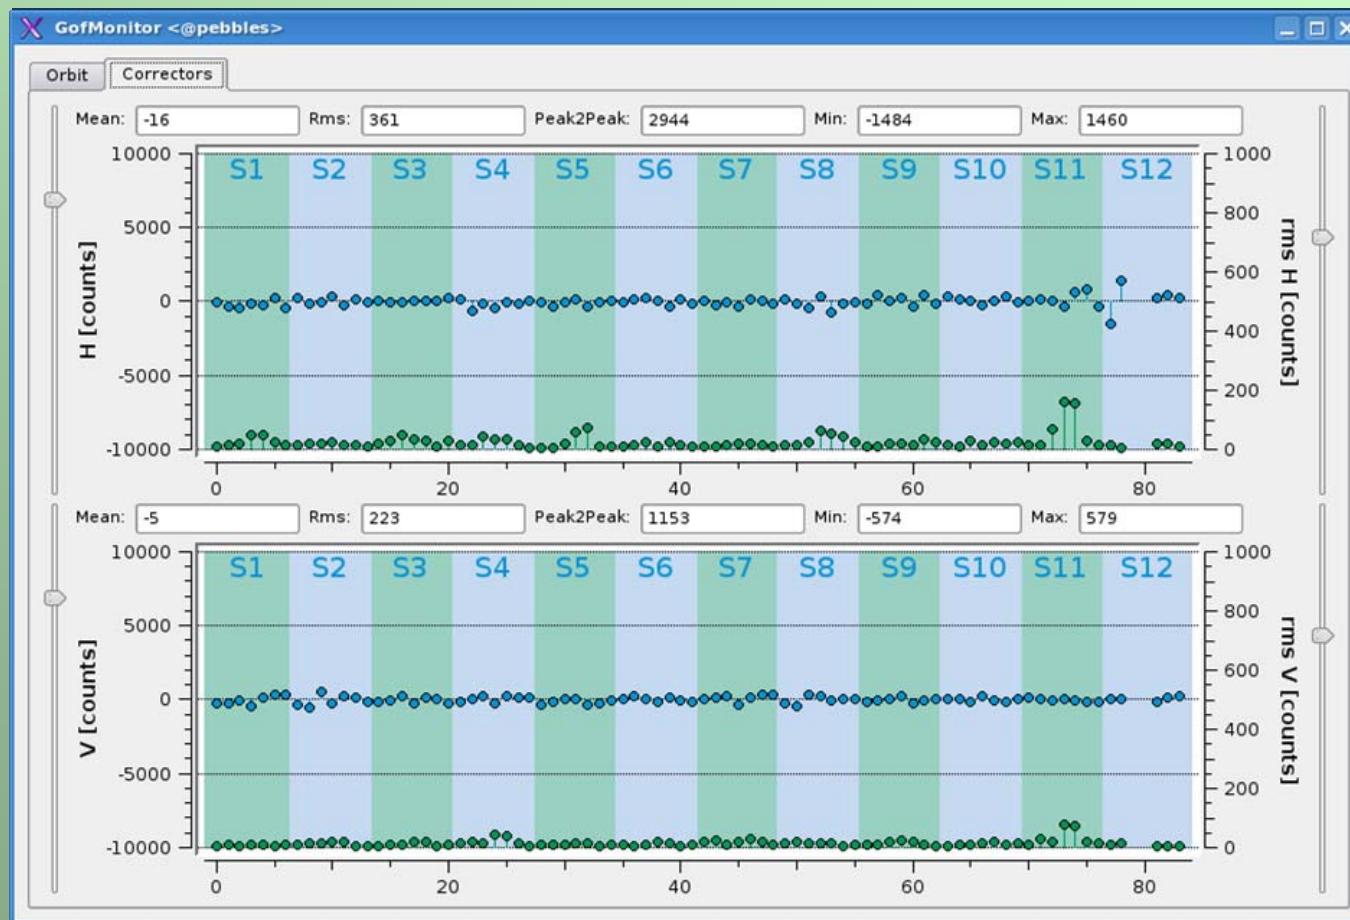 GofMonitor <@pebbles>
Orbit Correctors
Mean: -16 Rms: 361 Peak2Peak: 2944 Min: -1484 Max: 1460
S1 S2 S3 S4 S5 S6 S7 S8 S9 S10 S11 S12
H [counts]
10000
5000
0
-5000
-10000
1000
800
600
400
200
0
rms H [counts]
0 20 40 60 80
Mean: -5 Rms: 223 Peak2Peak: 1153 Min: -574 Max: 579
S1 S2 S3 S4 S5 S6 S7 S8 S9 S10 S11 S12
V [counts]
10000
5000
0
-5000
-10000
1000
800
600
400
200
0
rms V [counts]
0 20 40 60 80